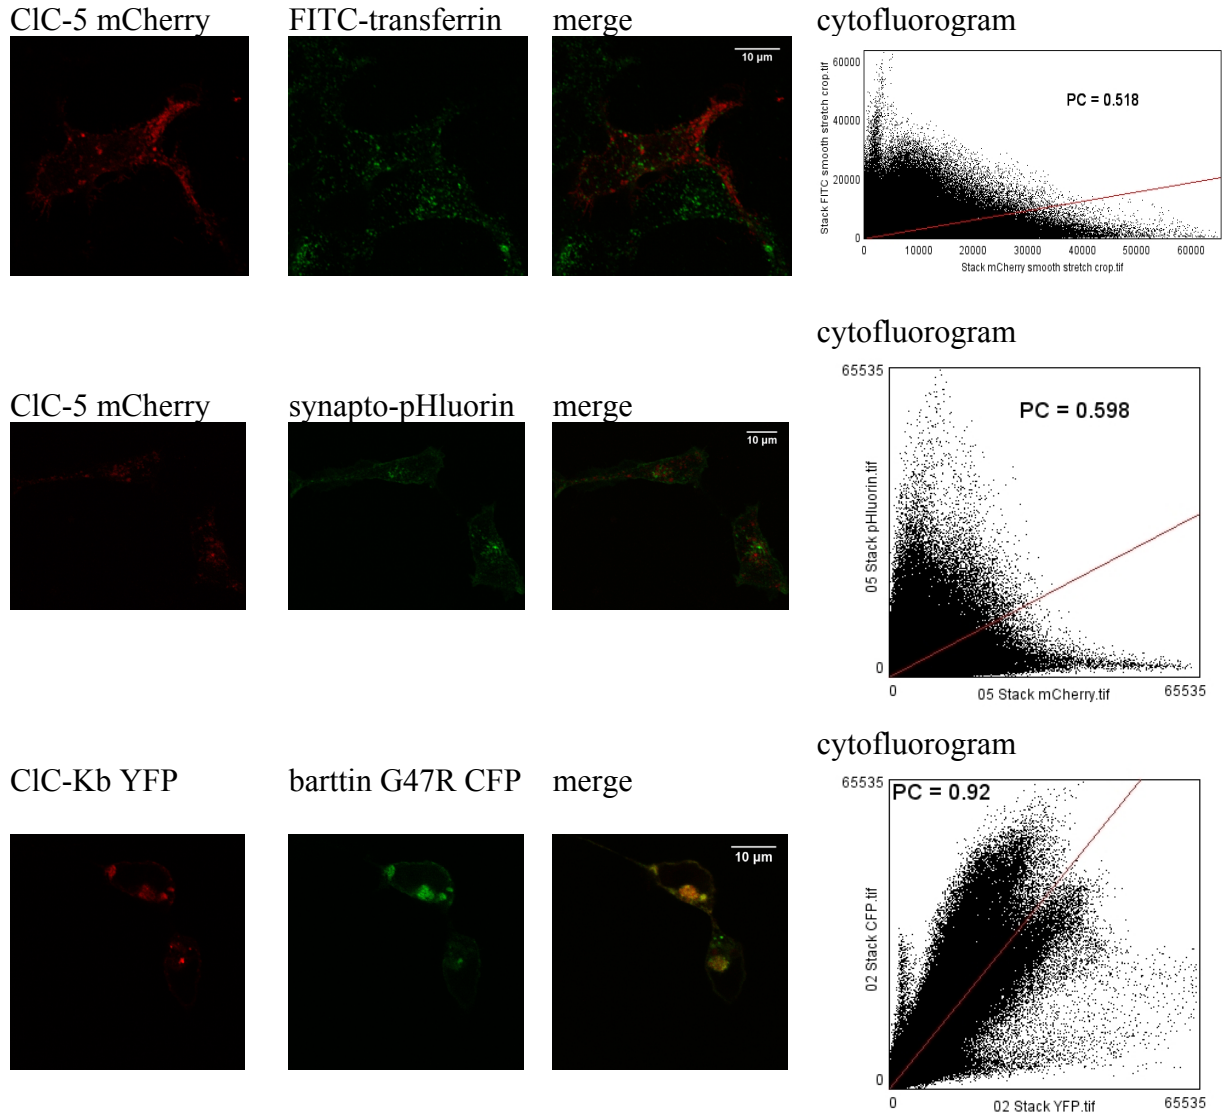 ClC-5 mCherry FITC-transferrin merge cytofluorogram
10 µm
60000
PC = 0.518
40000
20000
0
Stack FITC smooth stretch crop.tif
0 10000 20000 30000 40000 50000 60000
Stack mCherry smooth stretch crop.tif
cytofluorogram
65535
ClC-5 mCherry synapto-pHluorin merge
PC = 0.598
10 µm
05 Stack pHluorin.tif
0
0 05 Stack mCherry.tif 65535
cytofluorogram
ClC-Kb YFP barttin G47R CFP merge
65535
PC = 0.92
10 µm
02 Stack CFP.tif
0
0 02 Stack YFP.tif 65535